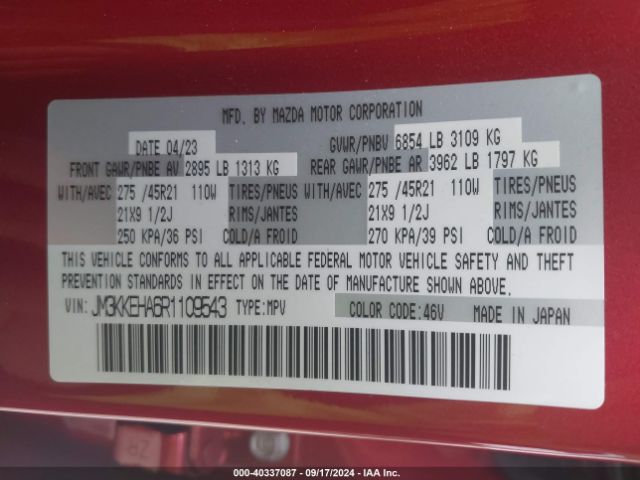 MFD. BY MAZDA MOTOR CORPORATION
DATE 04/23 GVWR/PNBV 6854 LB 3109 KG
FRONT GAWR/PNBE AV 2895 LB 1313 KG REAR GAWR/PNBE AR 3962 LB 1797 KG
WITH/AVEC 275 /45R21 110W TIRES/PNEUS WITH/AVEC 275 /45R21 110W TIRES/PNEUS
21X9 1/2J RIMS/JANTES 21X9 1/2J RIMS/JANTES
250 KPA/36 PSI COLD/A FROID 270 KPA/39 PSI COLD/A FROID
THIS VEHICLE CONFORMS TO ALL APPLICABLE FEDERAL MOTOR VEHICLE SAFETY AND THEFT
PREVENTION STANDARDS IN EFFECT ON THE DATE OF MANUFACTURE SHOWN ABOVE.
VIN: JM3KKEHA6R1109543 TYPE:MPV COLOR CODE:46V MADE IN JAPAN
000-40337087 - 09/17/2024 - IAA Inc.